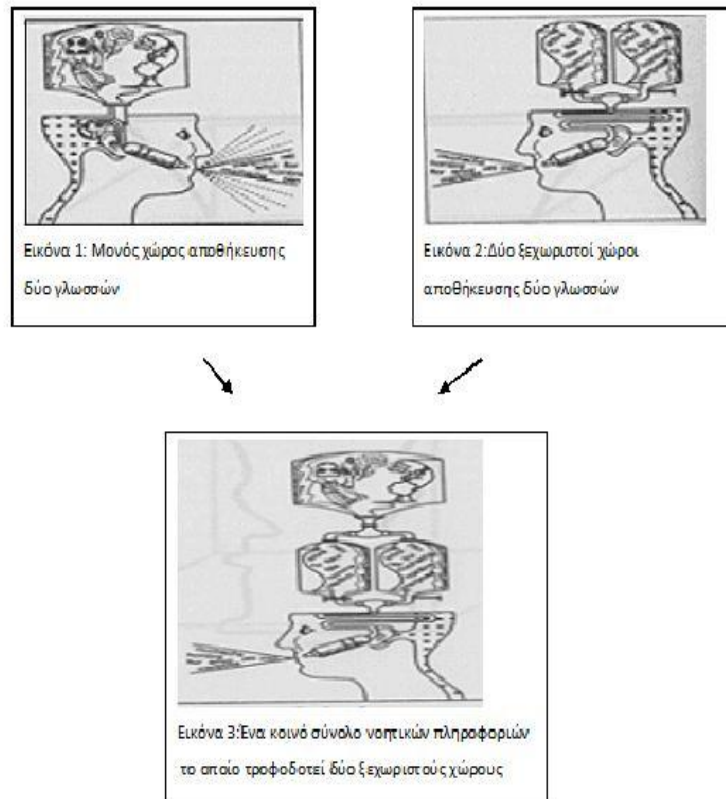 Εικόνα 1: Μονός χώρος αποθήκευσης
δύο γλωσσών
Εικόνα 2:Δύο ξεχωριστοί χώροι
αποθήκευσης δύο γλωσσών
Εικόνα 3:Ένα κοινό σύνολο νοητικών πληροφοριών
το οποίο τροφοδοτεί δύο ξεχωριστούς χώρους